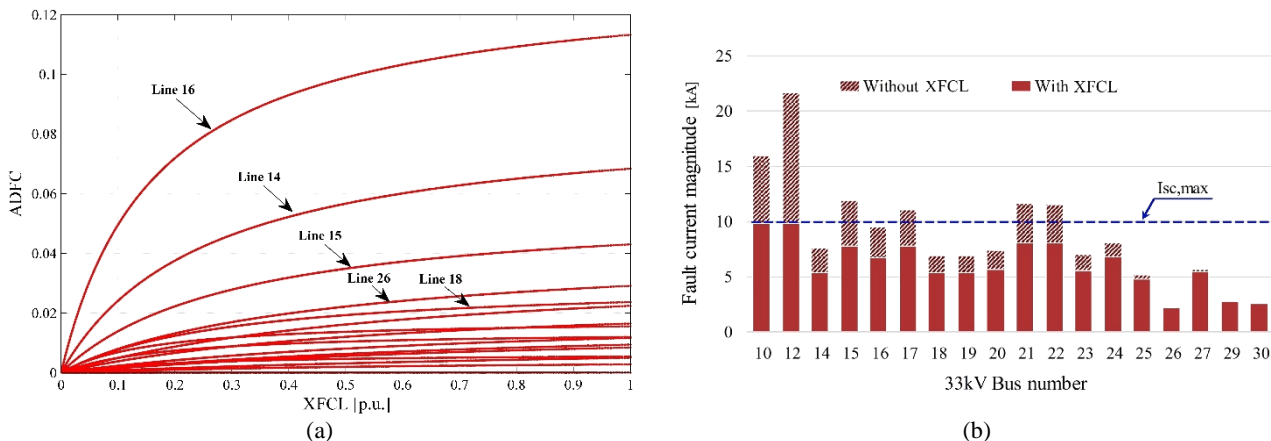 0.12
0.1
0.08
0.06
0.04
0.02
0
ADFC
Line 16
Line 14
Line 15
Line 26
Line 18
0 0.1 0.2 0.3 0.4 0.5 0.6 0.7 0.8 0.9 1
XFCL [p.u.]
(a)
25
20
15
10
5
0
Fault current magnitude [kA]
Without XFCL With XFCL
Isc,max
10 12 14 15 16 17 18 19 20 21 22 23 24 25 26 27 29 30
33kV Bus number
(b)